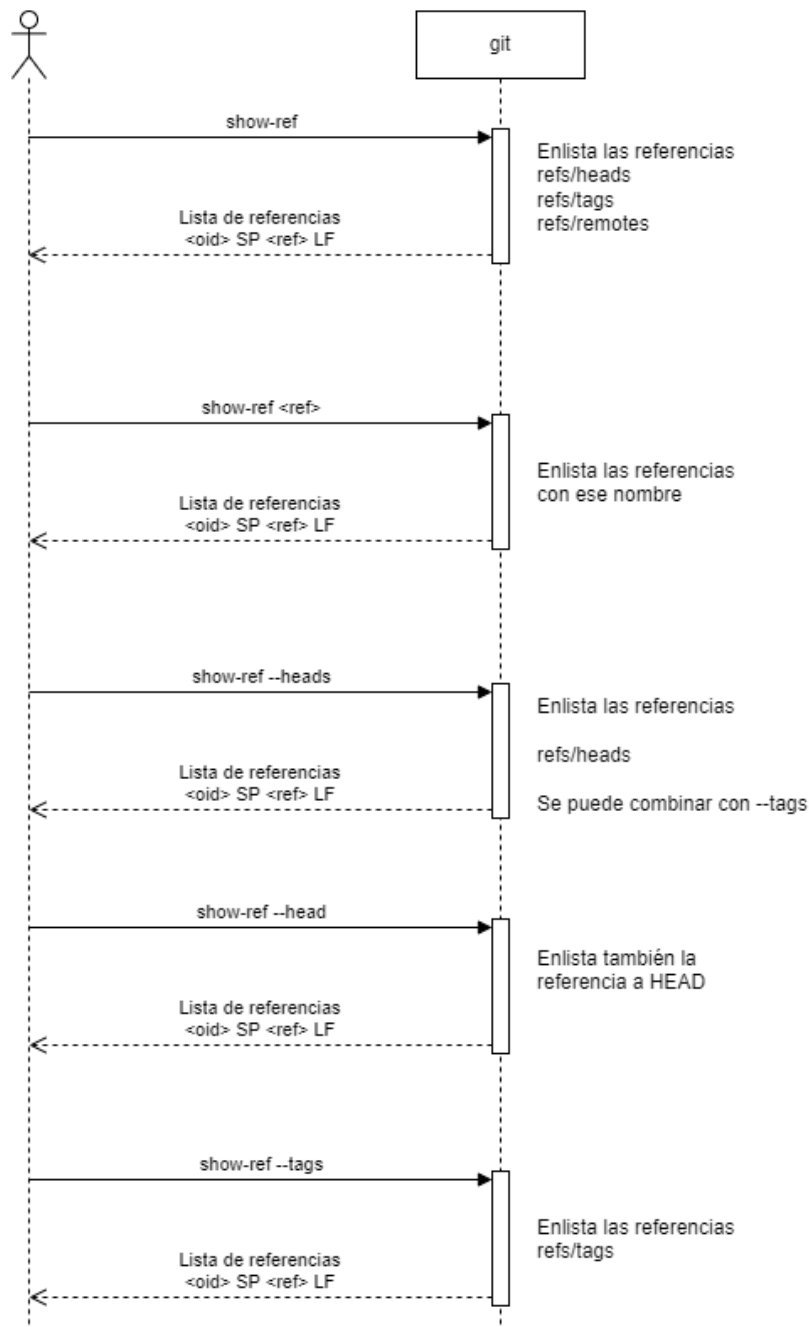 git
show-ref
Enlista las referencias
refs/heads
refs/tags
refs/remotes
Lista de referencias
<oid> SP <ref> LF
show-ref <ref>
Enlista las referencias
con ese nombre
Lista de referencias
<oid> SP <ref> LF
show-ref --heads
Enlista las referencias
refs/heads
Se puede combinar con --tags
Lista de referencias
<oid> SP <ref> LF
show-ref --head
Enlista también la
referencia a HEAD
Lista de referencias
<oid> SP <ref> LF
show-ref --tags
Enlista las referencias
refs/tags
Lista de referencias
<oid> SP <ref> LF